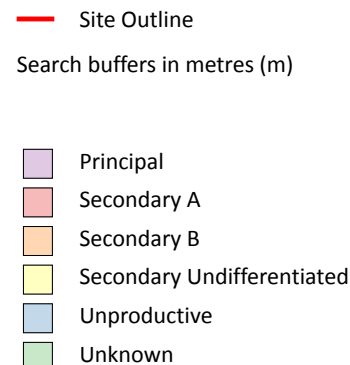 Site Outline
Search buffers in metres (m)
Principal
Secondary A
Secondary B
Secondary Undifferentiated
Unproductive
Unknown